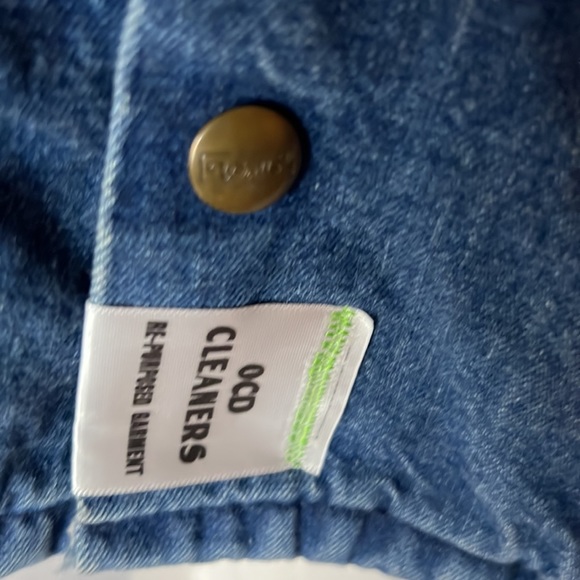 OCD
CLEANERS
RE-PURPOSED GARMENT